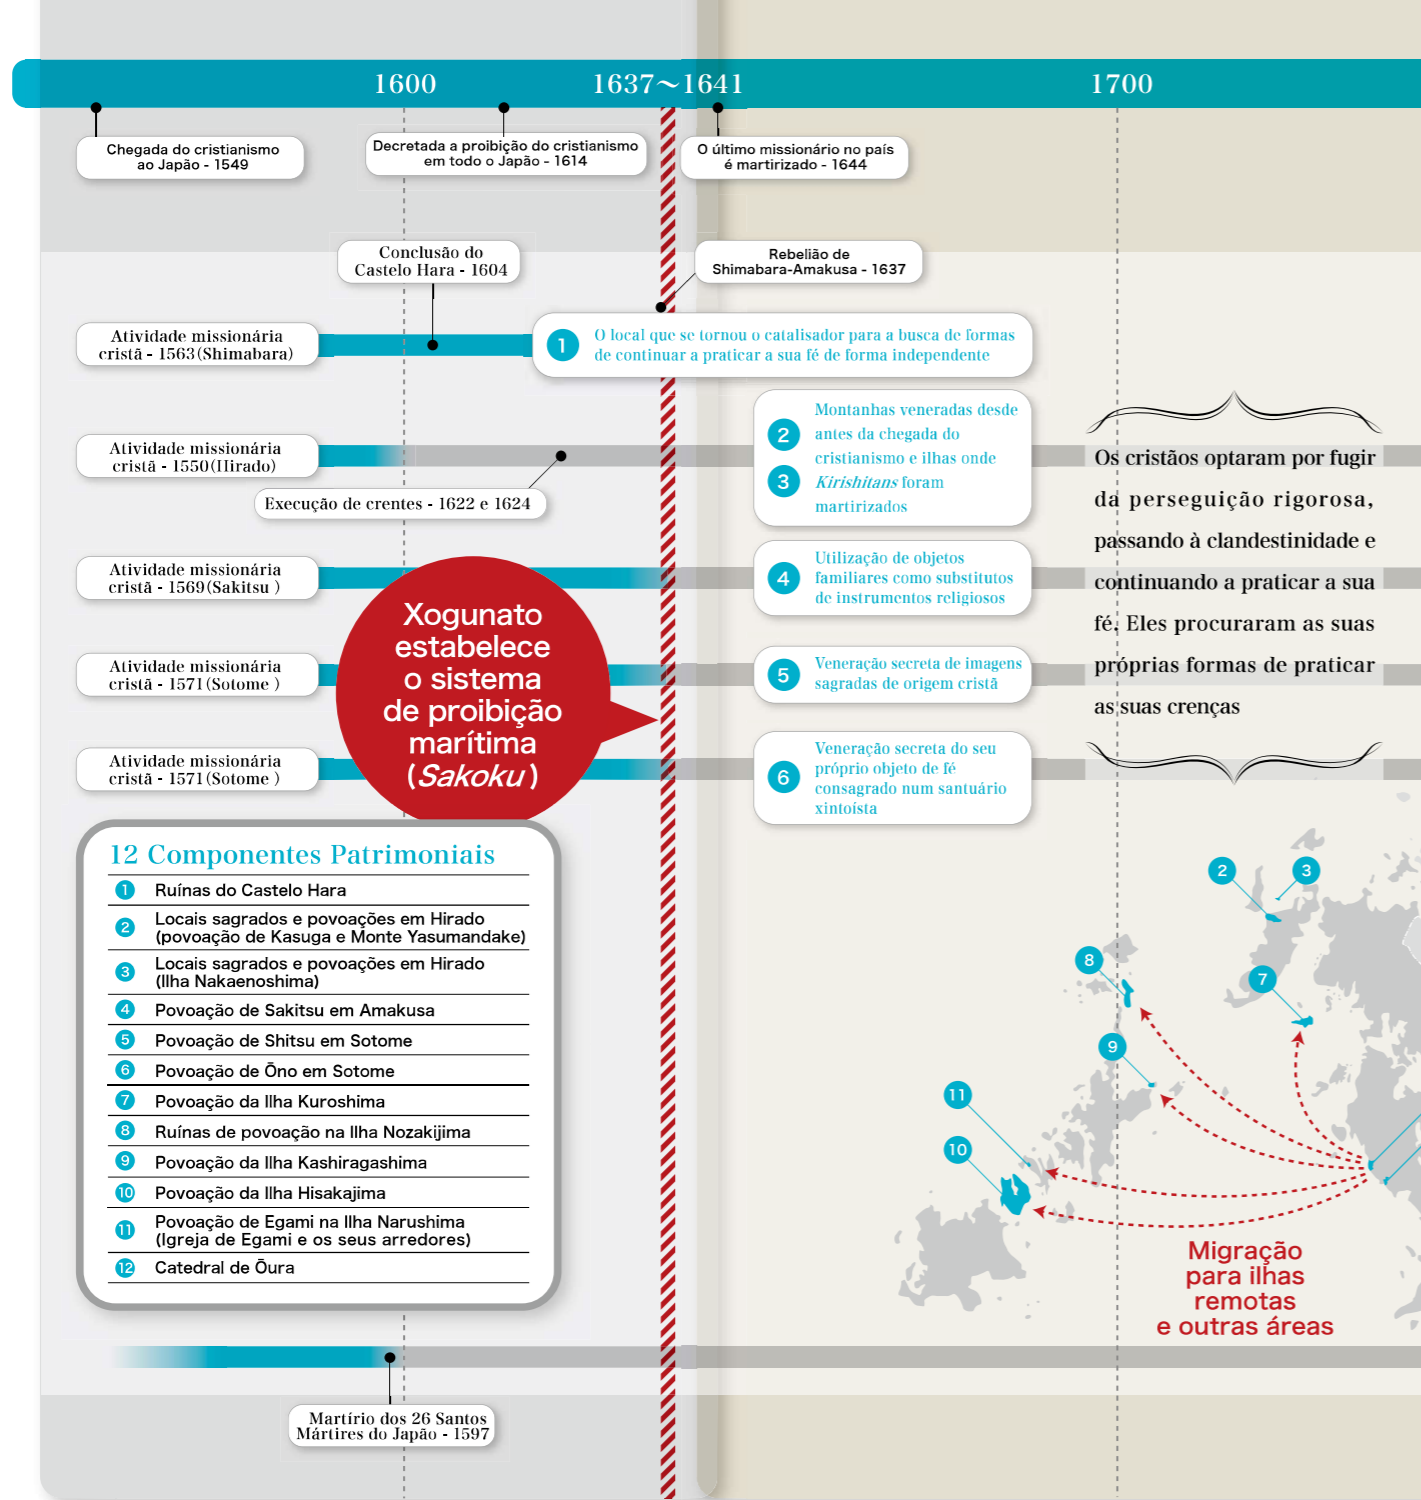 1600
1637～1641
1700
Chegada do cristianismo
ao Japão - 1549
Decretada a proibição do cristianismo
em todo o Japão - 1614
O último missionário no país
é martirizado - 1644
Conclusão do
Castelo Hara - 1604
Rebelião de
Shimabara-Amakusa - 1637
Atividade missionária
cristã - 1563(Shimabara)
1
O local que se tornou o catalisador para a busca de formas
de continuar a praticar a sua fé de forma independente
Atividade missionária
cristã - 1550(Hirado)
Execução de crentes - 1622 e 1624
2
3
Montanhas veneradas desde
antes da chegada do
cristianismo e ilhas onde
Kirishitans foram
martirizados
Atividade missionária
cristã - 1569(Sakitsu )
4
Utilização de objetos
familiares como substitutos
de instrumentos religiosos
Atividade missionária
cristã - 1571(Sotome )
5
Veneração secreta de imagens
sagradas de origem cristã
Atividade missionária
cristã - 1571(Sotome )
6
Veneração secreta do seu
próprio objeto de fé
consagrado num santuário
xintoísta
Xogunato
estabelece
o sistema
de proibição
marítima
(Sakoku)
Os cristãos optaram por fugir
da perseguição rigorosa,
passando à clandestinidade e
continuando a praticar a sua
fé. Eles procuraram as suas
próprias formas de praticar
as suas crenças
12 Componentes Patrimoniais
1 Ruínas do Castelo Hara
2 Locais sagrados e povoações em Hirado
(povoação de Kasuga e Monte Yasumandake)
3 Locais sagrados e povoações em Hirado
(Ilha Nakaenoshima)
4 Povoação de Sakitsu em Amakusa
5 Povoação de Shitsu em Sotome
6 Povoação de Ōno em Sotome
7 Povoação da Ilha Kuroshima
8 Ruínas de povoação na Ilha Nozakijima
9 Povoação da Ilha Kashiragashima
10 Povoação da Ilha Hisakajima
11 Povoação de Egami na Ilha Narushima
(Igreja de Egami e os seus arredores)
12 Catedral de Ōura
2
3
8
7
9
11
10
Migração
para ilhas
remotas
e outras áreas
Martírio dos 26 Santos
Mártires do Japão - 1597